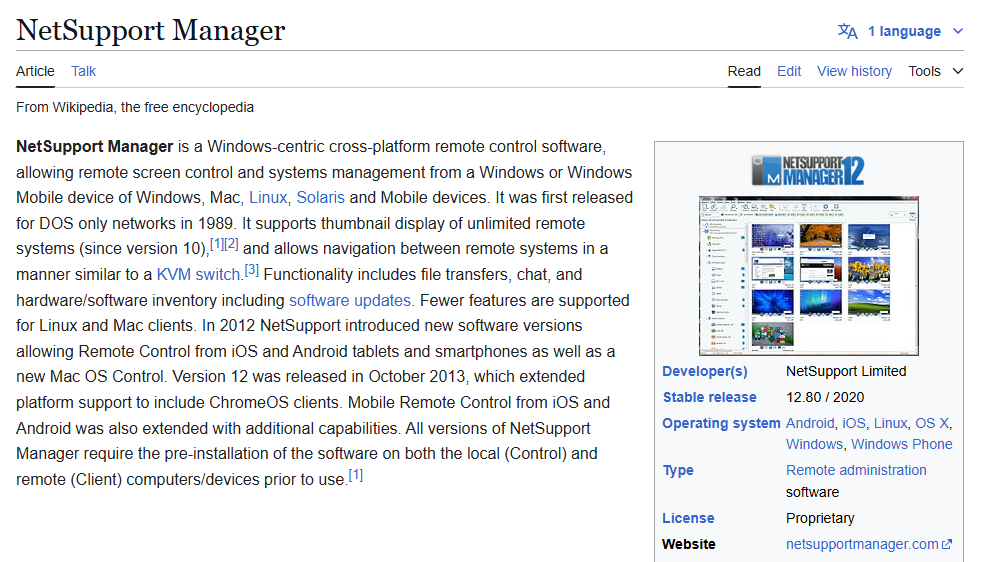 NetSupport Manager
1 language
Article Talk
Read Edit View history Tools
From Wikipedia, the free encyclopedia
NetSupport Manager is a Windows-centric cross-platform remote control software,
allowing remote screen control and systems management from a Windows or Windows
Mobile device of Windows, Mac, Linux, Solaris and Mobile devices. It was first released
for DOS only networks in 1989. It supports thumbnail display of unlimited remote
systems (since version 10),[1][2] and allows navigation between remote systems in a
manner similar to a KVM switch.[3] Functionality includes file transfers, chat, and
hardware/software inventory including software updates. Fewer features are supported
for Linux and Mac clients. In 2012 NetSupport introduced new software versions
allowing Remote Control from iOS and Android tablets and smartphones as well as a
new Mac OS Control. Version 12 was released in October 2013, which extended
platform support to include ChromeOS clients. Mobile Remote Control from iOS and
Android was also extended with additional capabilities. All versions of NetSupport
Manager require the pre-installation of the software on both the local (Control) and
remote (Client) computers/devices prior to use.[1]
NETSUPPORT
MANAGER 12
Developer(s) NetSupport Limited
Stable release 12.80 / 2020
Operating system Android, iOS, Linux, OS X,
Windows, Windows Phone
Type Remote administration
software
License Proprietary
Website netsupportmanager.com